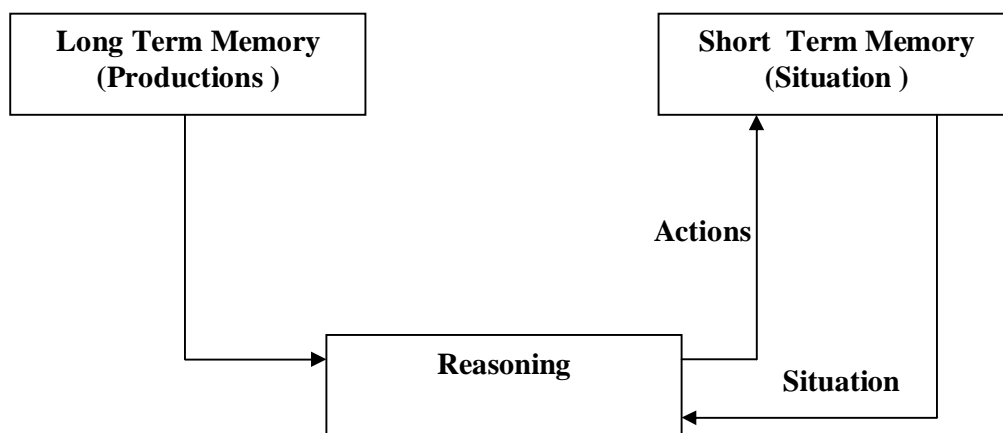 Long Term Memory
(Productions )
Short  Term Memory
(Situation )
Actions
Reasoning
Situation